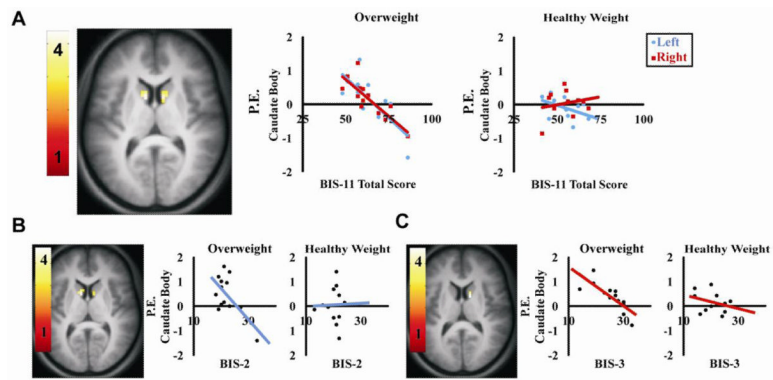 A
4
1
Overweight
P.E.
Caudate Body
2
1
0
-1
-2
25
50
75
100
BIS-11 Total Score
Healthy Weight
P.E.
Caudate Body
2
1
0
-1
-2
25
50
75
100
BIS-11 Total Score
Left
Right
B
4
1
Overweight
P.E.
Caudate Body
2
1
0
1
2
10
30
BIS-2
Healthy Weight
2
1
0
1
2
10
30
BIS-2
C
4
1
Overweight
P.E.
Caudate Body
2
1
0
1
2
10
30
BIS-3
Healthy Weight
2
1
0
1
2
10
30
BIS-3